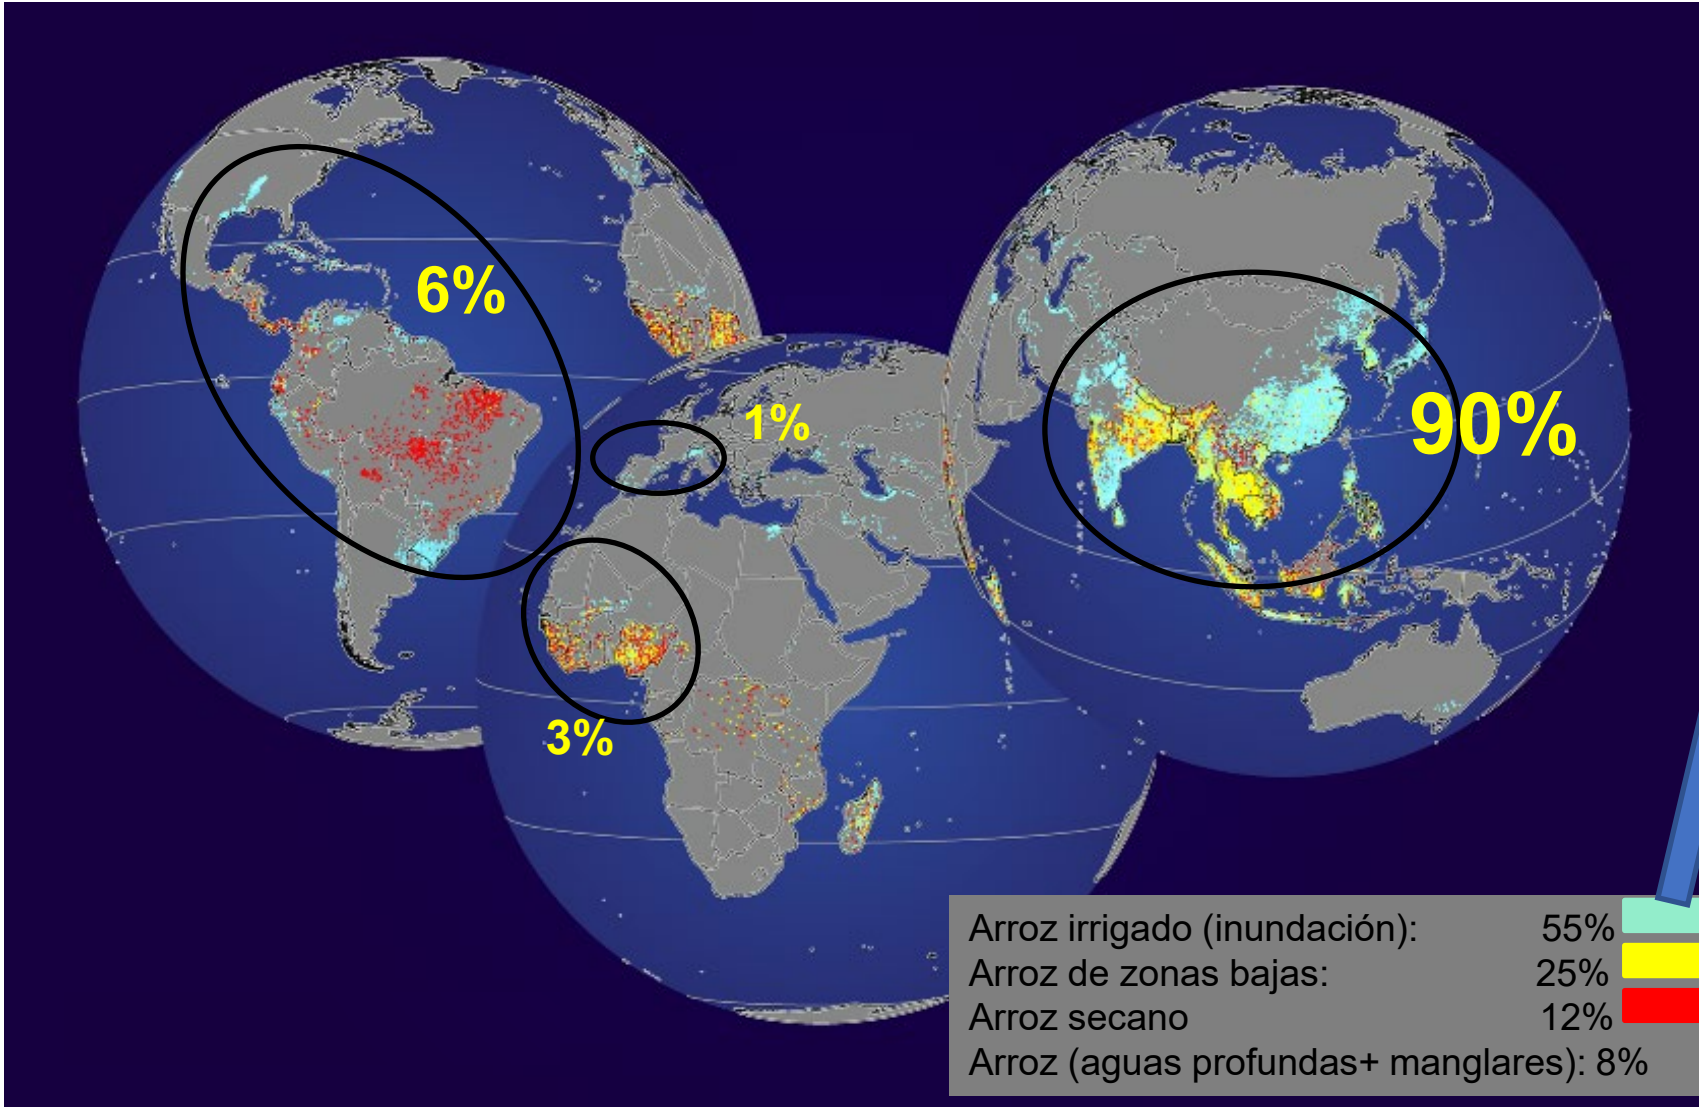 6%
1%
90%
3%
Arroz irrigado (inundación): 55%
Arroz de zonas bajas: 25%
Arroz secano 12%
Arroz (aguas profundas+ manglares): 8%